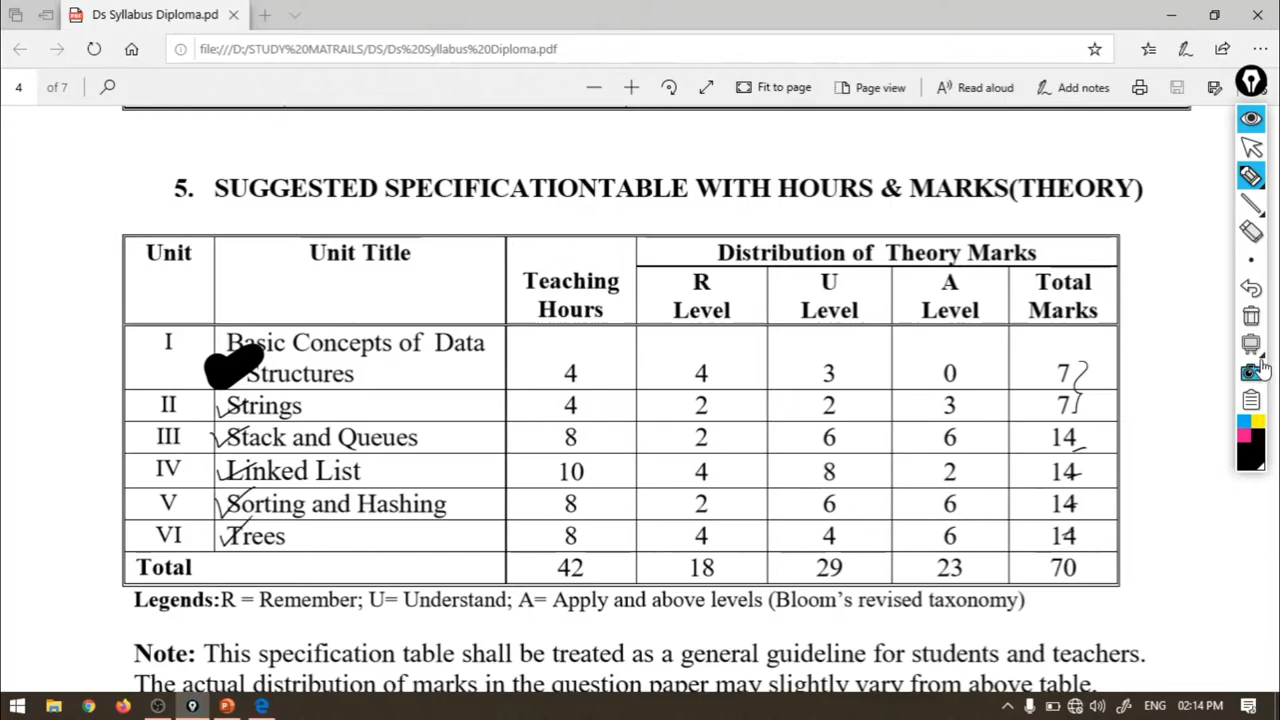 Ds Syllabus Diploma.pd
file:///D:/STUDY%20MATRAILS/DS/Ds%20Syllabus%20Diploma.pdf
4 of 7 Fit to page Page view Read aloud Add notes
5. SUGGESTED SPECIFICATIONTABLE WITH HOURS & MARKS(THEORY)
Unit Unit Title Teaching Hours Distribution of Theory Marks
R Level U Level A Level Total Marks
I Basic Concepts of Data Structures 4 4 3 0 7
II Strings 4 2 2 3 7
III Stack and Queues 8 2 6 6 14
IV Linked List 10 4 8 2 14
V Sorting and Hashing 8 2 6 6 14
VI Trees 8 4 4 6 14
Total 42 18 29 23 70
Legends:R = Remember; U= Understand; A= Apply and above levels (Bloom's revised taxonomy)
Note: This specification table shall be treated as a general guideline for students and teachers.
The actual distribution of marks in the question paper may slightly vary from above table.
ENG 02:14 PM